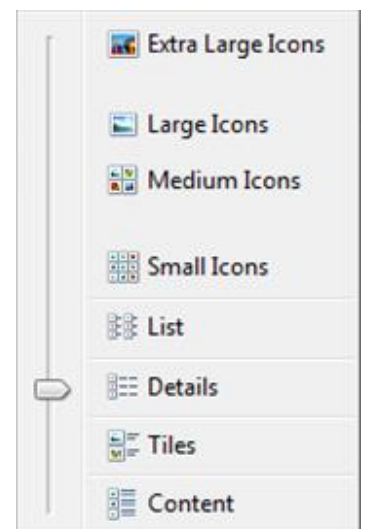 Extra Large Icons
Large Icons
Medium Icons
Small Icons
List
Details
Tiles
Content